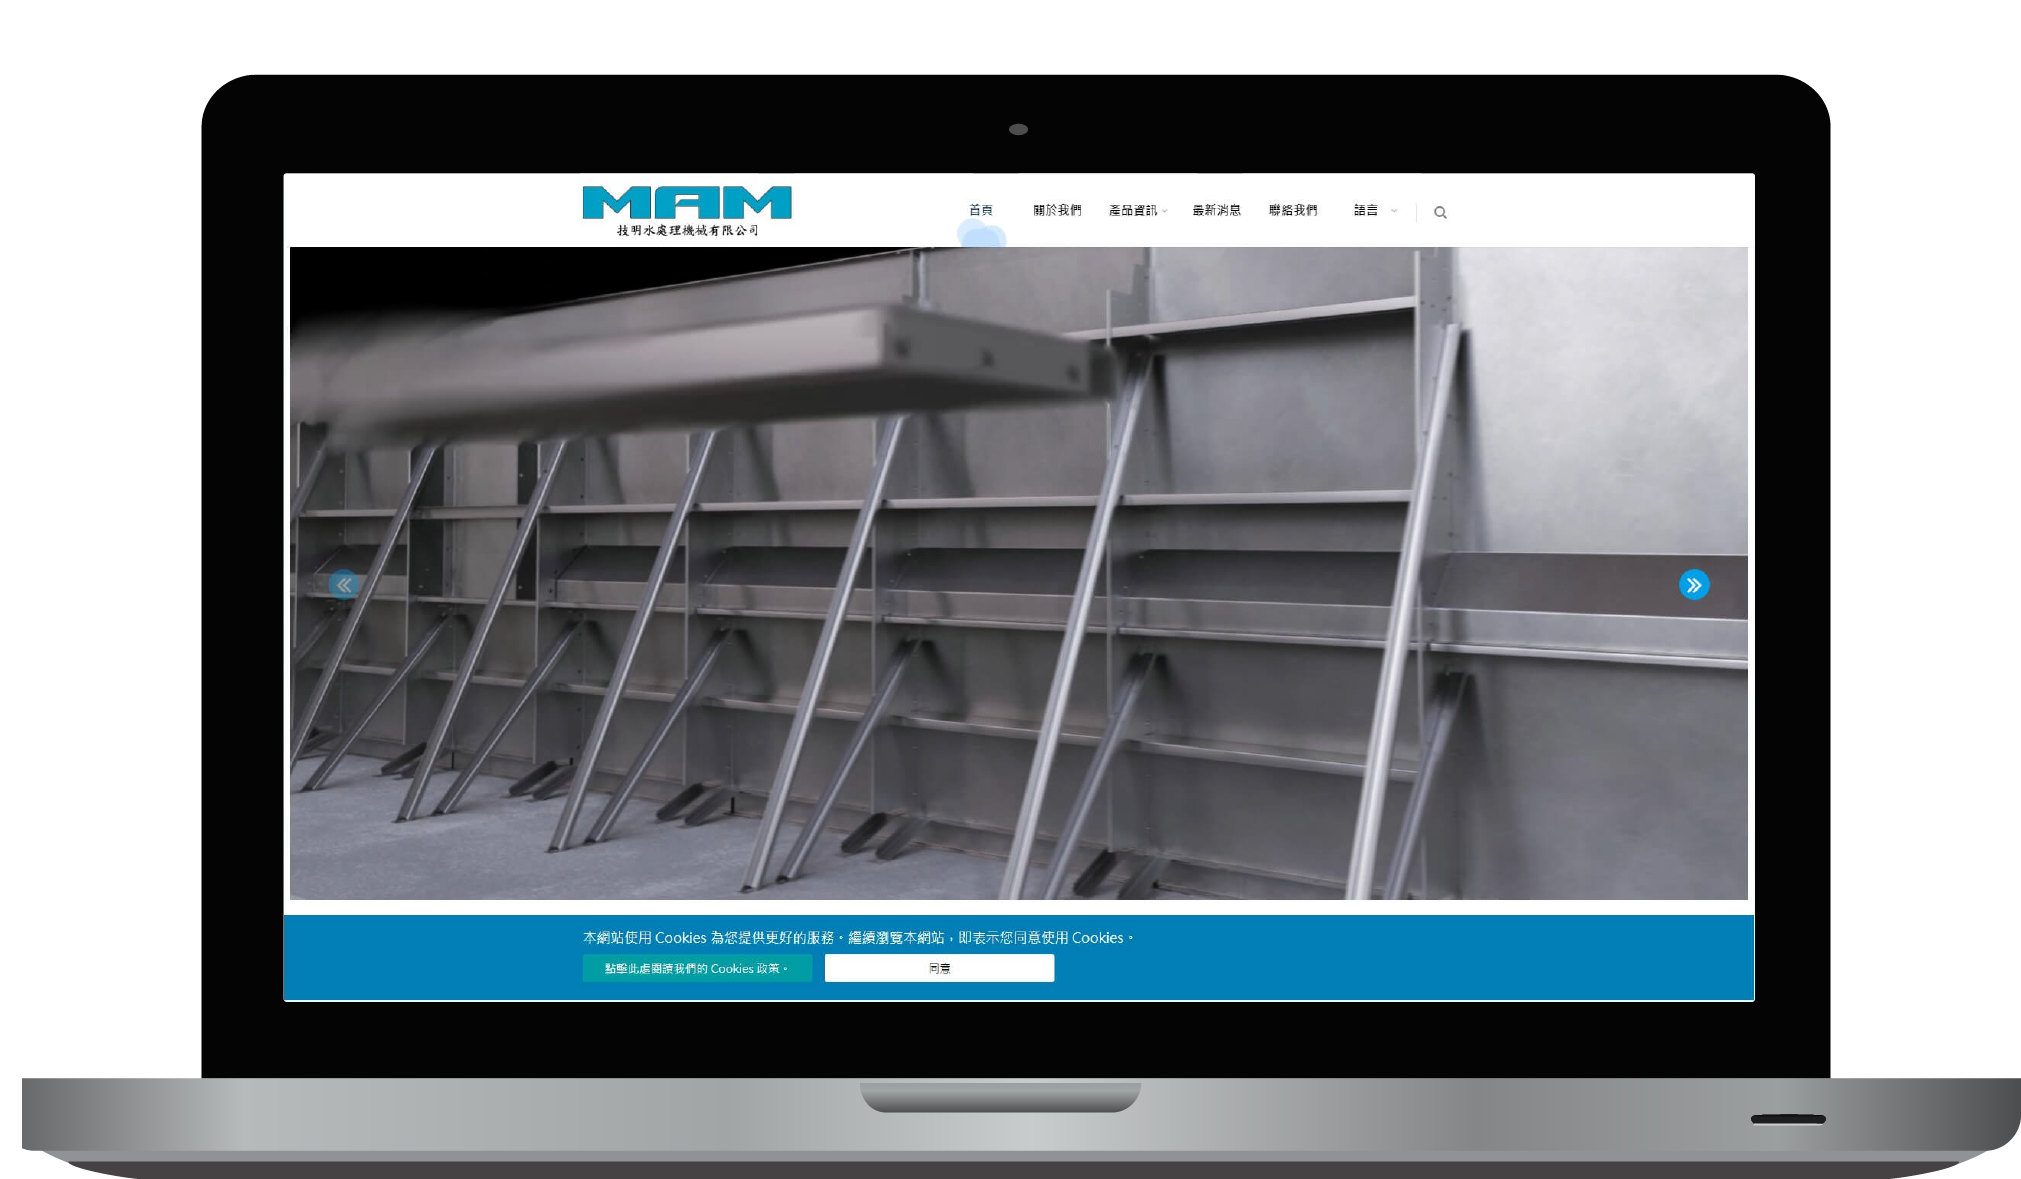 MAM
技明水處理機械有限公司
首頁 關於我們 產品資訊 最新消息 聯絡我們 語言
本網站使用 Cookies 為您提供更好的服務。繼續瀏覽本網站，即表示您同意使用 Cookies。
點擊此處閱讀我們的 Cookies 政策。 同意